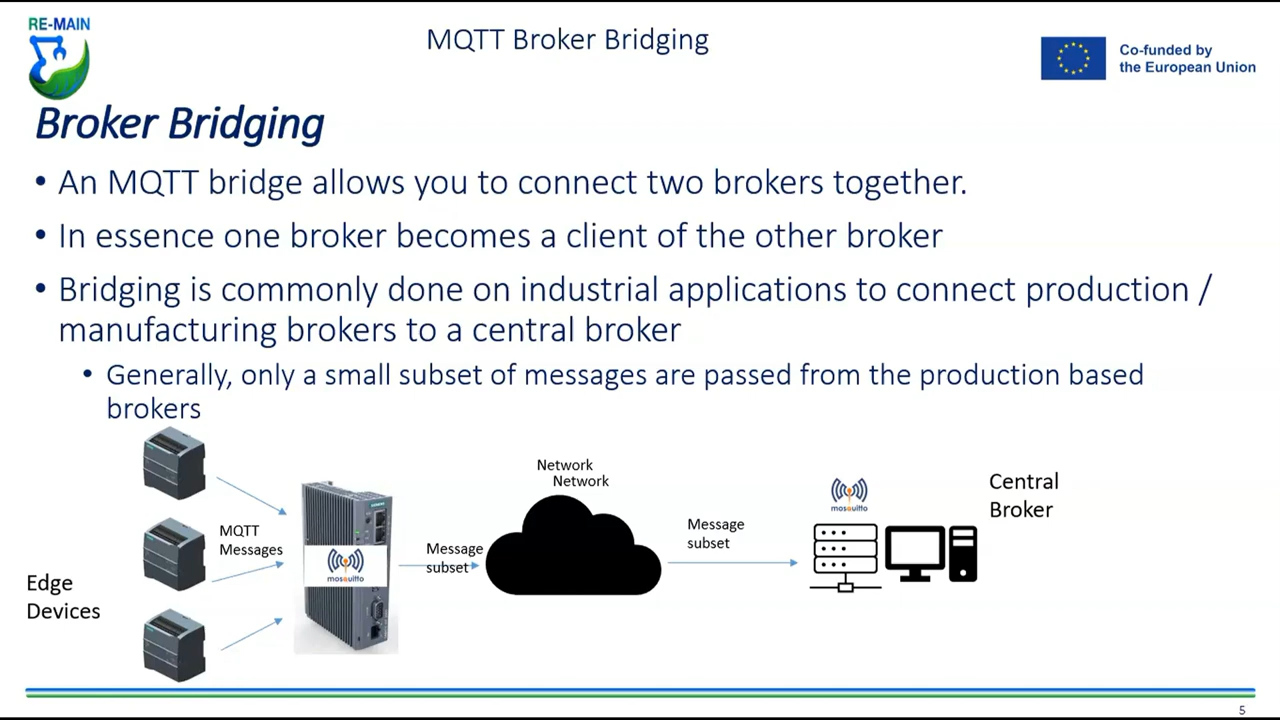 RE-MAIN
MQTT Broker Bridging
Co-funded by
the European Union
Broker Bridging
• An MQTT bridge allows you to connect two brokers together.
• In essence one broker becomes a client of the other broker
• Bridging is commonly done on industrial applications to connect production /
manufacturing brokers to a central broker
• Generally, only a small subset of messages are passed from the production based
brokers
Edge
Devices
MQTT
Messages
SIEMENS
mosquitto
Message
subset
Network
Network
Message
subset
mosquitto
Central
Broker
5